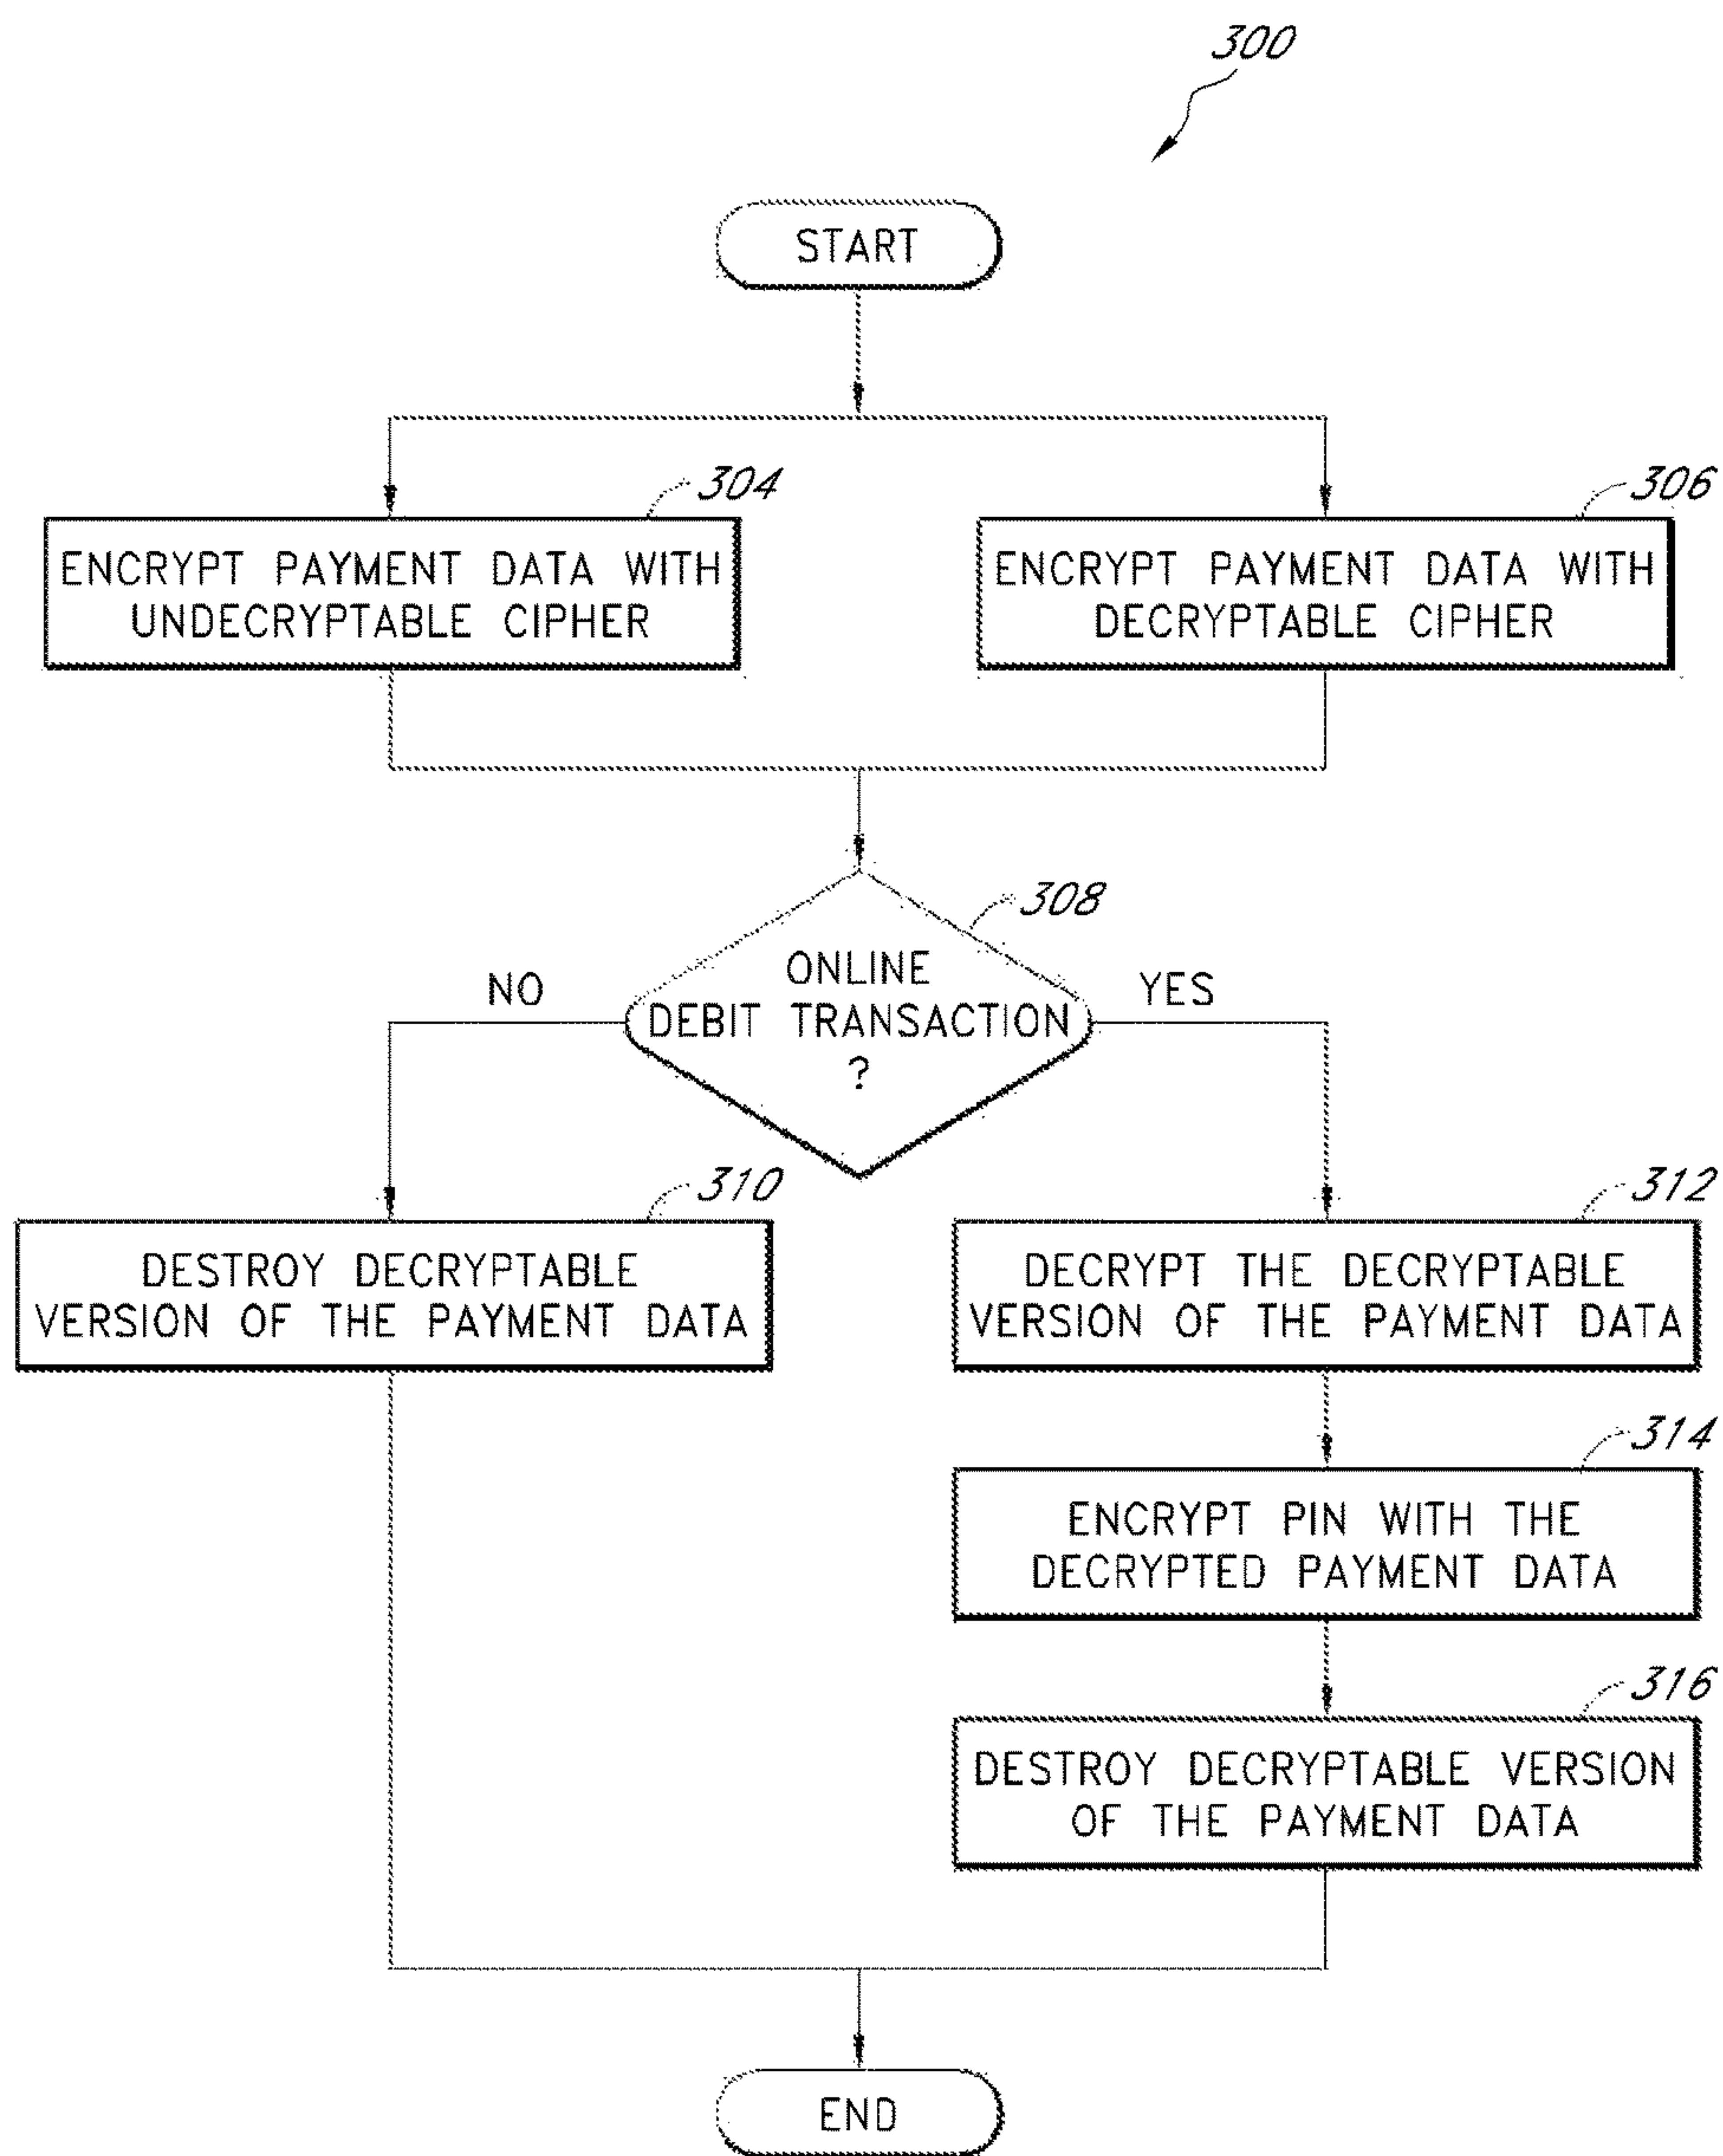 300
START
304
306
ENCRYPT PAYMENT DATA WITH
UNDECRYPTABLE CIPHER
ENCRYPT PAYMENT DATA WITH
DECRYPTABLE CIPHER
308
ONLINE
DEBIT TRANSACTION
?
NO
YES
310
312
DESTROY DECRYPTABLE
VERSION OF THE PAYMENT DATA
DECRYPT THE DECRYPTABLE
VERSION OF THE PAYMENT DATA
314
ENCRYPT PIN WITH THE
DECRYPTED PAYMENT DATA
316
DESTROY DECRYPTABLE VERSION
OF THE PAYMENT DATA
END